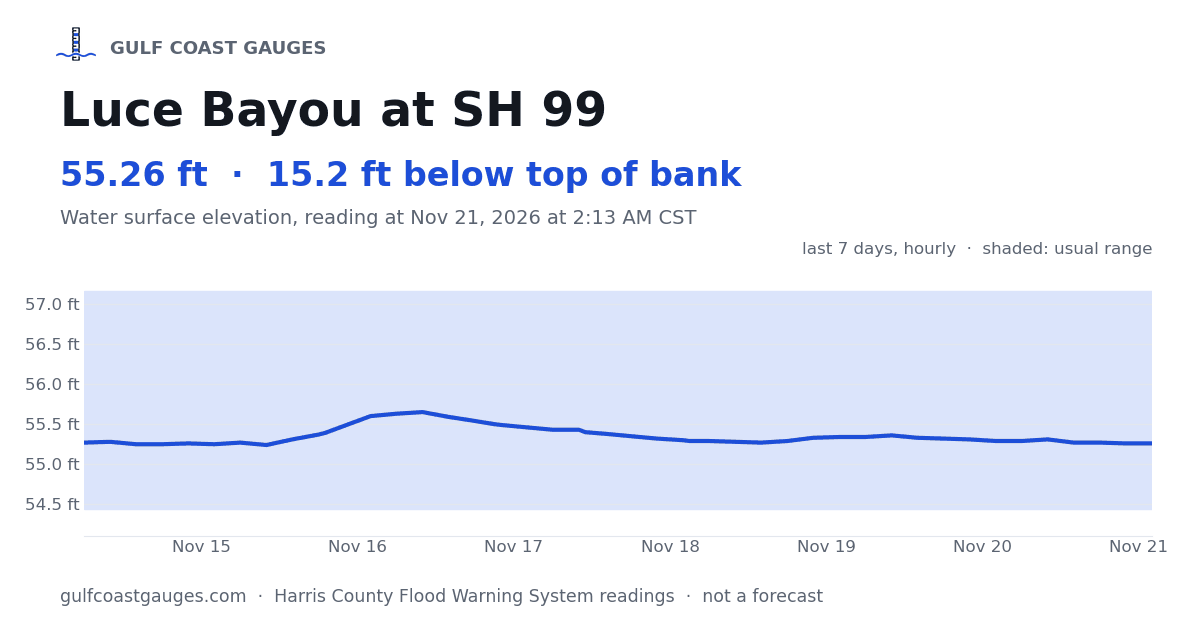 GULF COAST GAUGES
Luce Bayou at SH 99
55.26 ft · 15.2 ft below top of bank
Water surface elevation, reading at Nov 21, 2026 at 2:13 AM CST
last 7 days, hourly · shaded: usual range
57.0 ft
56.5 ft
56.0 ft
55.5 ft
55.0 ft
54.5 ft
Nov 15 Nov 16 Nov 17 Nov 18 Nov 19 Nov 20 Nov 21
gulfcoastgauges.com · Harris County Flood Warning System readings · not a forecast